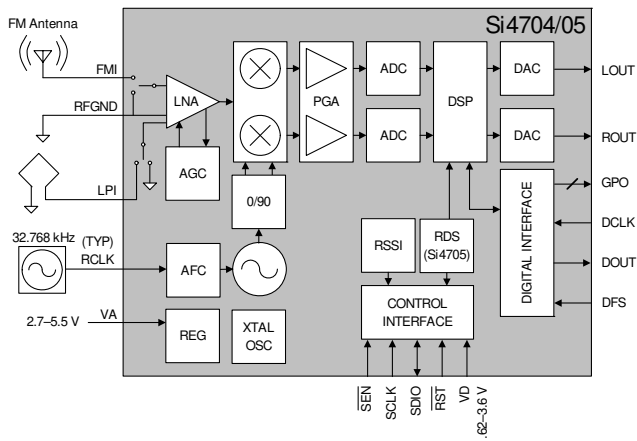 Si4704/05
FM Antenna
FMI
RFGND
LPI
LNA
AGC
0/90
PGA
ADC
ADC
DSP
DAC
DAC
LOUT
ROUT
GPO
DCLK
DOUT
DFS
DIGITAL INTERFACE
32.768 kHz
(TYP)
RCLK
AFC
RSSI
RDS
(Si4705)
2.7–5.5 V
VA
REG
XTAL
OSC
CONTROL
INTERFACE
SEN
SCLK
SDIO
RST
VD
.62–3.6 V